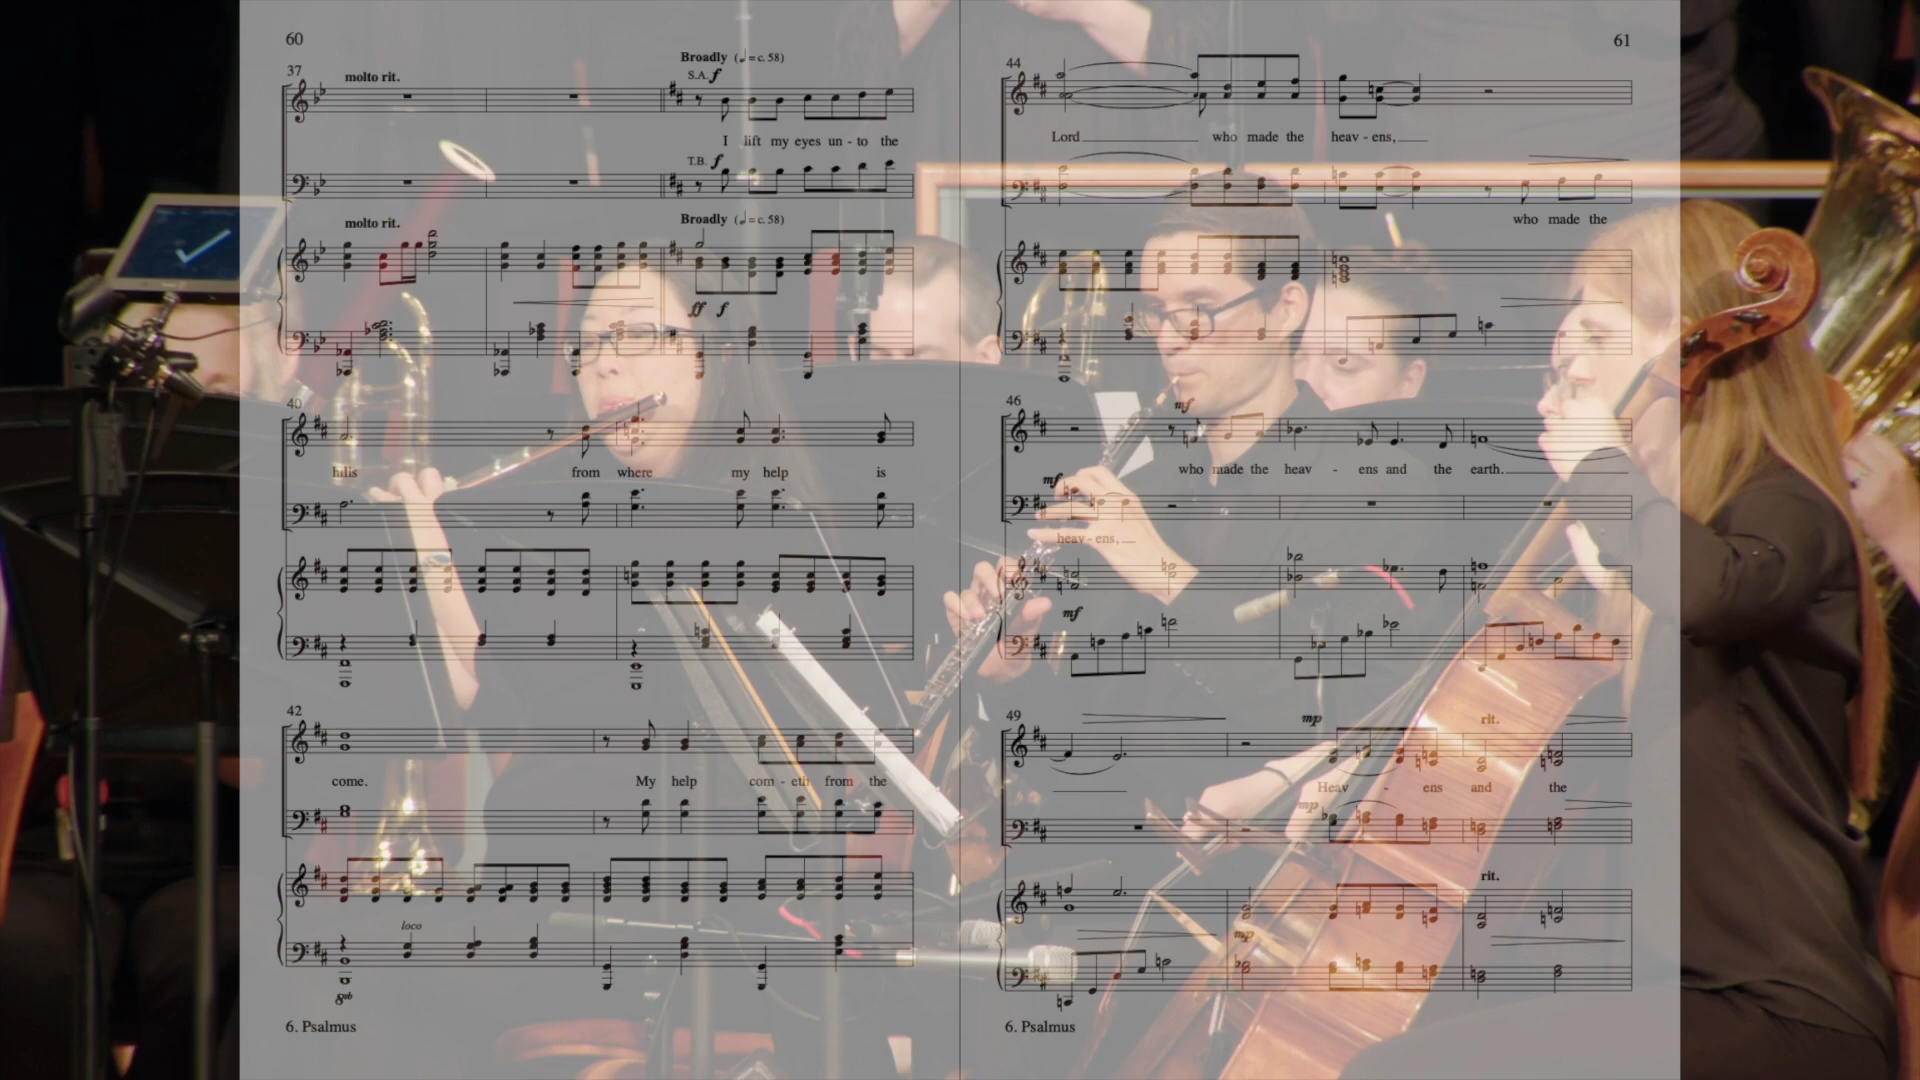 60
37
molto rit.
Broadly (♩ = c. 58)
S.A. f
I lift my eyes un - to the
T.B. f
molto rit.
Broadly (♩ = c. 58)
ff f
40
hills from where my help is
42
come. My help com - eth from the
loco
8vb
6. Psalmus
61
44
Lord who made the heav - ens,
who made the
46
mf
who made the heav - ens and the earth.
mf
heav - ens,
mf
49
mp rit.
Heav - ens and the
mp
rit.
mp
6. Psalmus